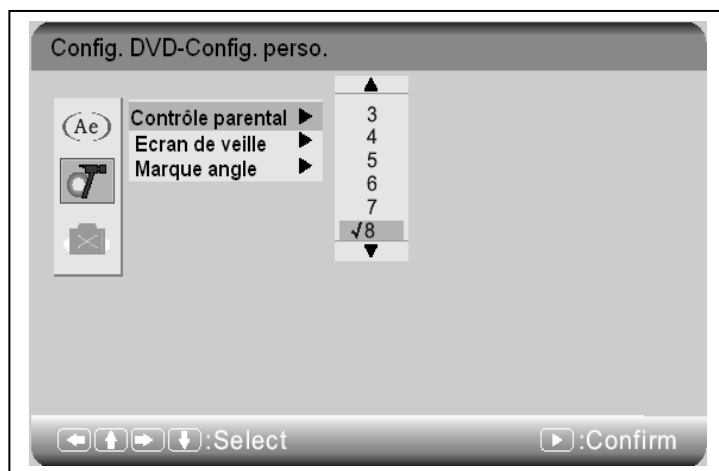 Config. DVD-Config. perso.
(Ae)
Contrôle parental ▶
Ecran de veille ▶
Marque angle ▶
3
4
5
6
7
√8
:Select
:Confirm